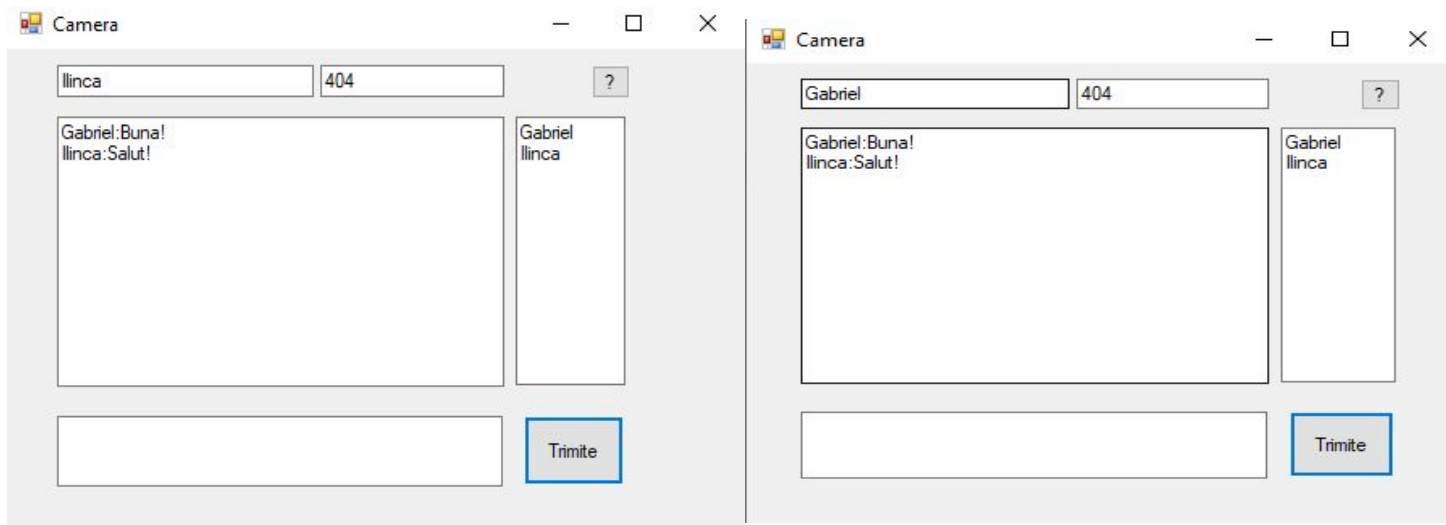 Camera
Ilinca 404 ?
Gabriel:Buna!
Ilinca:Salut!
Gabriel
Ilinca
Trimite
Camera
Gabriel 404 ?
Gabriel:Buna!
Ilinca:Salut!
Gabriel
Ilinca
Trimite